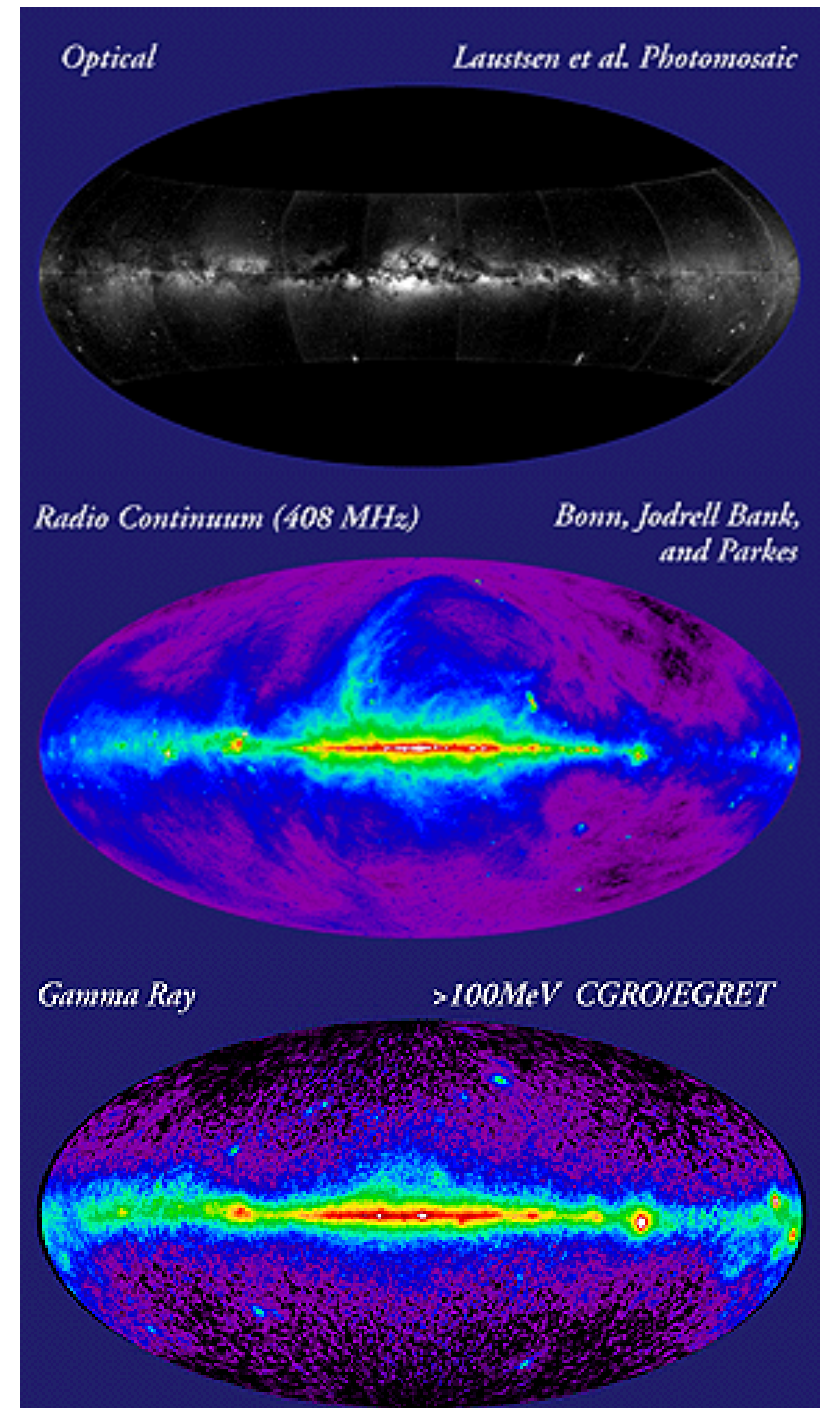 Optical
Laustsen et al. Photomosaic
Radio Continuum (408 MHz)
Bonn, Jodrell Bank,
and Parkes
Gamma Ray
>100MeV CGRO/EGRET